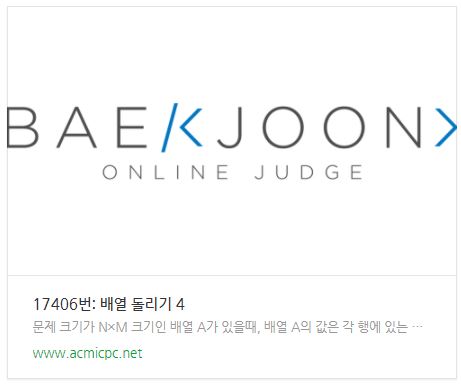 BAEKJOON
ONLINE JUDGE
17406번: 배열 돌리기 4
문제 크기가 N×M 크기인 배열 A가 있을때, 배열 A의 값은 각 행에 있는 ⋯
www.acmicpc.net